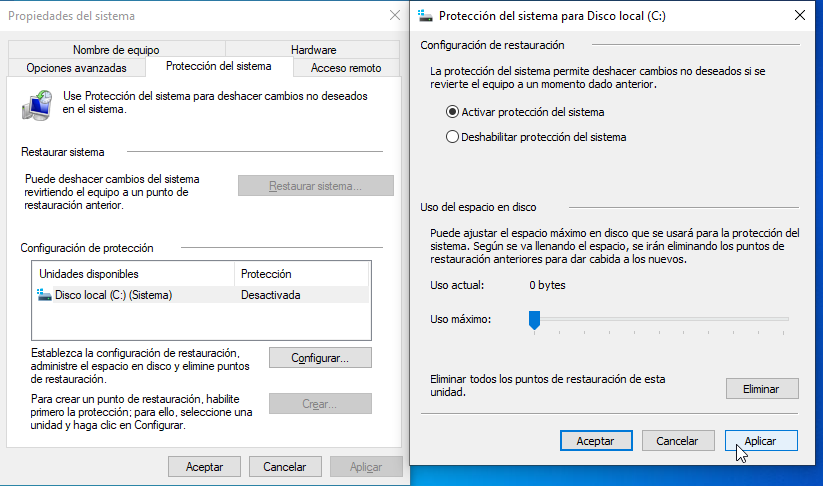 Propiedades del sistema
Nombre de equipo
Hardware
Opciones avanzadas
Protección del sistema
Acceso remoto
Use Protección del sistema para deshacer cambios no deseados
en el sistema.
Restaurar sistema
Puede deshacer cambios del sistema
revirtiendo el equipo a un punto de
restauración anterior.
Restaurar sistema...
Configuración de protección
Unidades disponibles
Protección
Disco local (C:) (Sistema)
Desactivada
Establezca la configuración de restauración,
administre el espacio en disco y elimine puntos
de restauración.
Configurar...
Para crear un punto de restauración, habilite
primero la protección; para ello, seleccione una
unidad y haga clic en Configurar.
Crear...
Aceptar
Cancelar
Aplicar
Protección del sistema para Disco local (C:)
Configuración de restauración
La protección del sistema permite deshacer cambios no deseados si se
revierte el equipo a un momento dado anterior.
Activar protección del sistema
Deshabilitar protección del sistema
Uso del espacio en disco
Puede ajustar el espacio máximo en disco que se usará para la protección del
sistema. Según se va llenando el espacio, se irán eliminando los puntos de
restauración anteriores para dar cabida a los nuevos.
Uso actual:
0 bytes
Uso máximo:
Eliminar todos los puntos de restauración de esta
unidad.
Eliminar
Aceptar
Cancelar
Aplicar